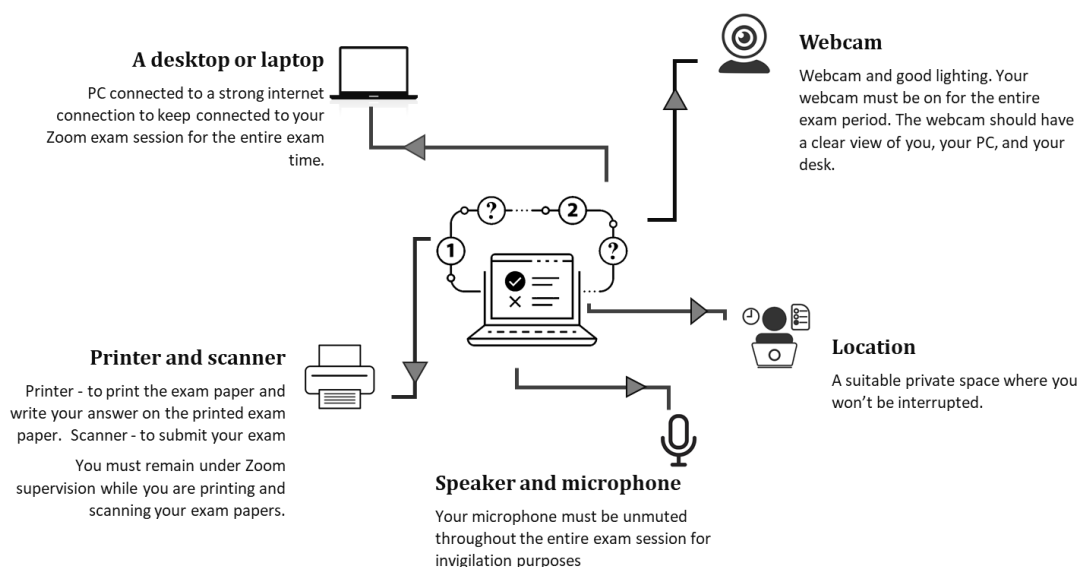 A desktop or laptop
PC connected to a strong internet
connection to keep connected to your
Zoom exam session for the entire exam
time.
Webcam
Webcam and good lighting. Your
webcam must be on for the entire
exam period. The webcam should have
a clear view of you, your PC, and your
desk.
?
2
1
?
Printer and scanner
Printer - to print the exam paper and
write your answer on the printed exam
paper.  Scanner - to submit your exam
You must remain under Zoom
supervision while you are printing and
scanning your exam papers.
Location
A suitable private space where you
won't be interrupted.
Speaker and microphone
Your microphone must be unmuted
throughout the entire exam session for
invigilation purposes